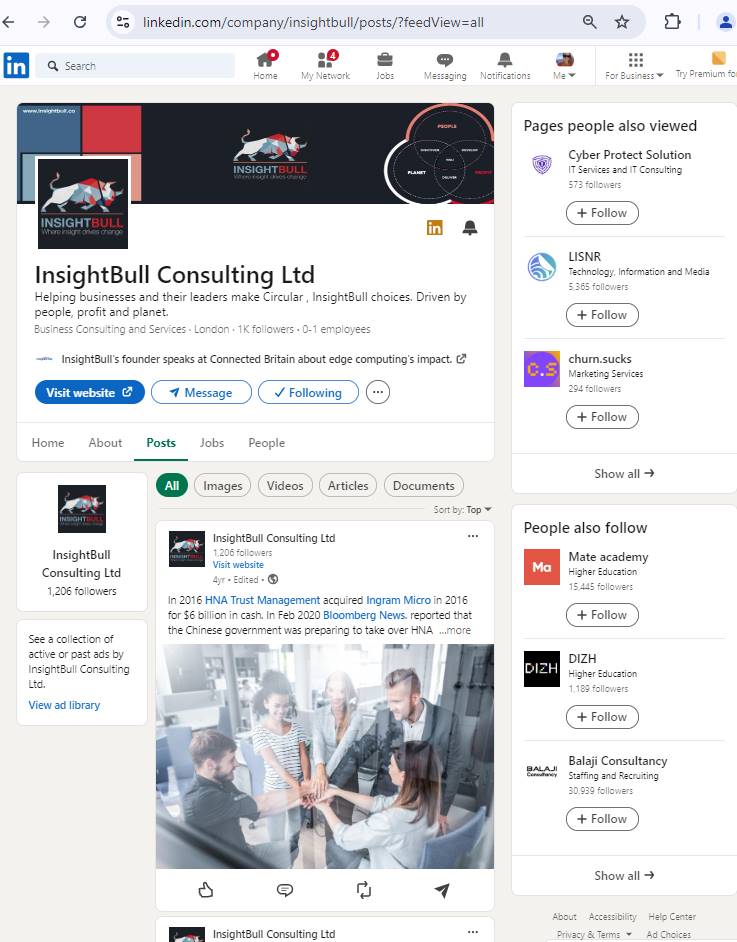 linkedin.com/company/insightbull/posts/?feedView=all
in
Search
Home
4
My Network
Jobs
Messaging
Notifications
Me
For Business
Try Premium for
www.insightbull.co
INSIGHTBULL
Where insight drives change
PEOPLE
DISCOVER
DEVELOP
YOU
DELIVER
PLANET
PROFIT
INSIGHTBULL
Where insight drives change
in
InsightBull Consulting Ltd
Helping businesses and their leaders make Circular , InsightBull choices. Driven by
people, profit and planet.
Business Consulting and Services · London · 1K followers · 0-1 employees
InsightBull's founder speaks at Connected Britain about edge computing's impact.
Visit website
Message
Following
Home
About
Posts
Jobs
People
INSIGHTBULL
InsightBull
Consulting Ltd
1,206 followers
See a collection of
active or past ads by
InsightBull Consulting
Ltd.
View ad library
All
Images
Videos
Articles
Documents
Sort by: Top
InsightBull Consulting Ltd
1,206 followers
Visit website
4yr • Edited •
In 2016 HNA Trust Management acquired Ingram Micro in 2016
for $6 billion in cash. In Feb 2020 Bloomberg News. reported that
the Chinese government was preparing to take over HNA ...more
InsightBull Consulting Ltd
Pages people also viewed
Cyber Protect Solution
IT Services and IT Consulting
573 followers
+ Follow
LISNR
Technology, Information and Media
5,365 followers
+ Follow
C.S
churn.sucks
Marketing Services
294 followers
+ Follow
Show all →
People also follow
Ma
Mate academy
Higher Education
15,445 followers
+ Follow
DIZH
DIZH
Higher Education
1,189 followers
+ Follow
BALAJI
Consultancy
Balaji Consultancy
Staffing and Recruiting
30,939 followers
+ Follow
Show all →
About
Accessibility
Help Center
Privacy & Terms
Ad Choices